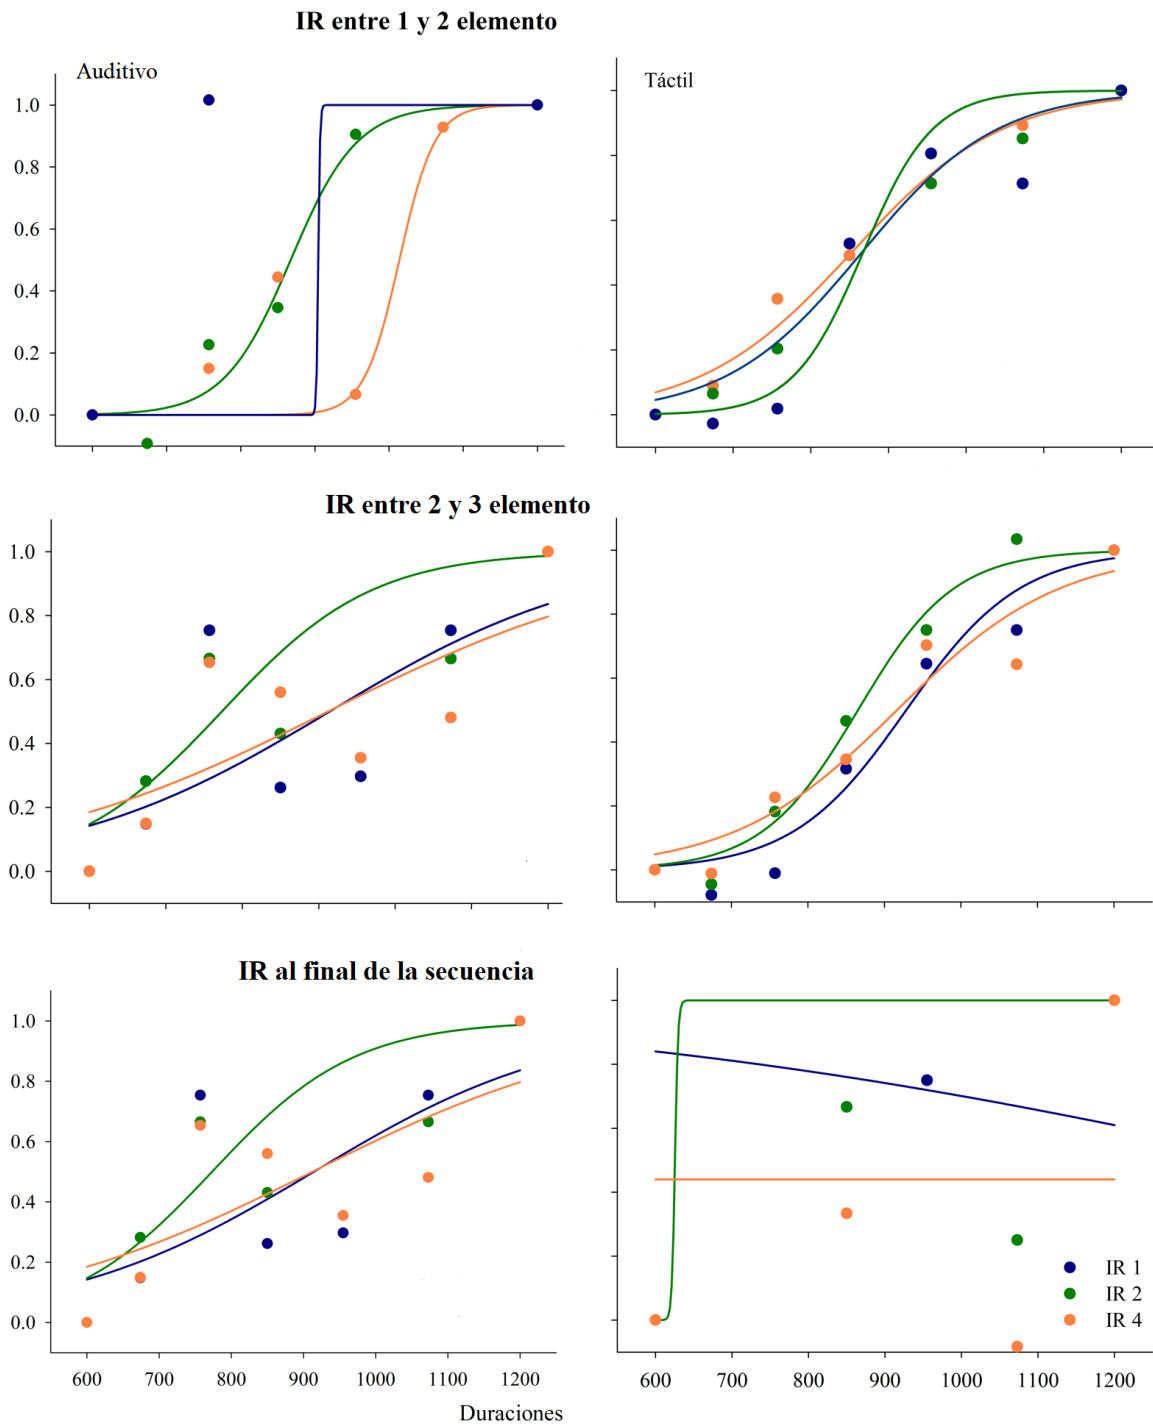 IR entre 1 y 2 elemento
Auditivo
Táctil
1.0
0.8
0.6
0.4
0.2
0.0
IR entre 2 y 3 elemento
1.0
0.8
0.6
0.4
0.2
0.0
IR al final de la secuencia
1.0
0.8
0.6
0.4
0.2
0.0
IR 1
IR 2
IR 4
600 700 800 900 1000 1200 600 800 900 1000 1200
Duraciones